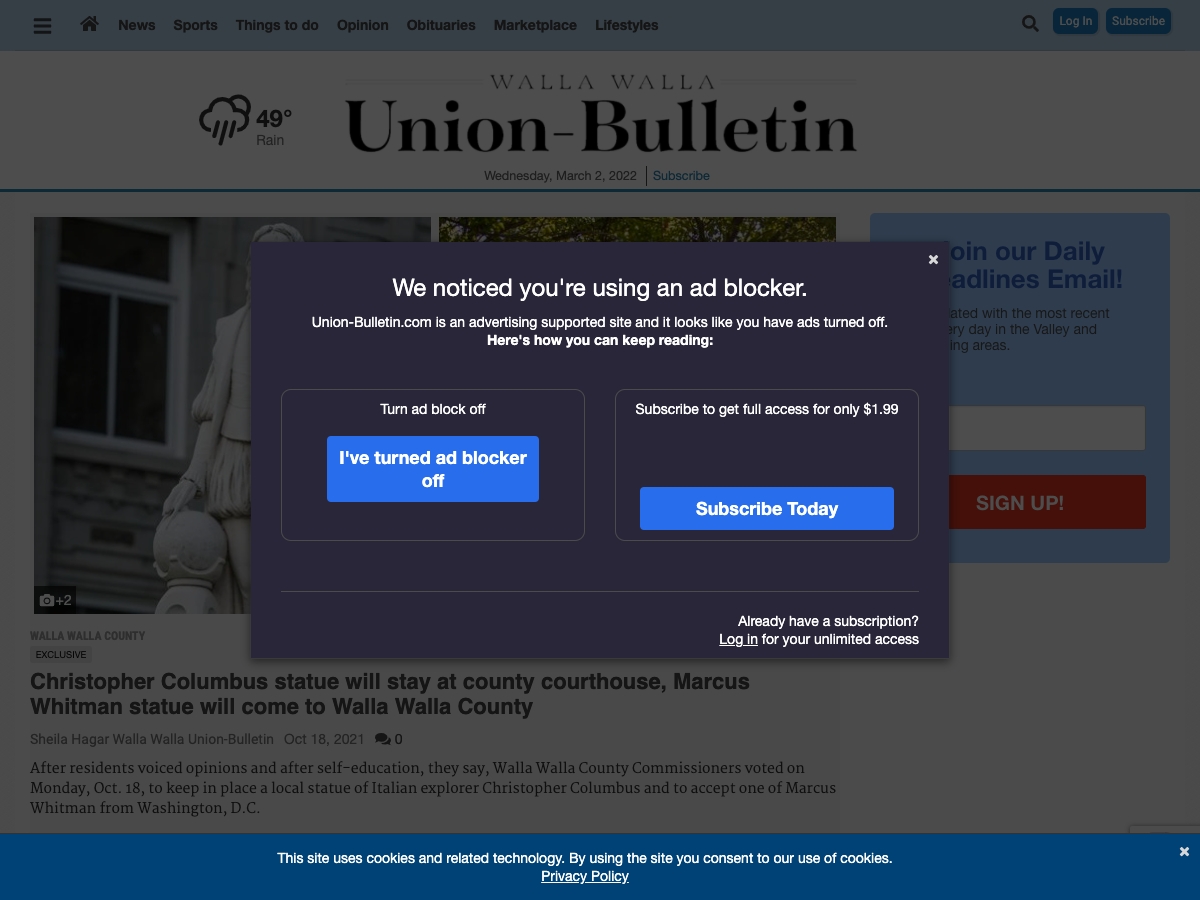 News Sports Things to do Opinion Obituaries Marketplace Lifestyles Log In Subscribe
WALLA WALLA
Union-Bulletin
49°
Rain
Wednesday, March 2, 2022 Subscribe
oin our Daily
adlines Email!
ated with the most recent
ry day in the Valley and
ing areas.
SIGN UP!
We noticed you're using an ad blocker.
Union-Bulletin.com is an advertising supported site and it looks like you have ads turned off.
Here's how you can keep reading:
Turn ad block off
I've turned ad blocker
off
Subscribe to get full access for only $1.99
Subscribe Today
Already have a subscription?
Log in for your unlimited access
+2
WALLA WALLA COUNTY
EXCLUSIVE
Christopher Columbus statue will stay at county courthouse, Marcus
Whitman statue will come to Walla Walla County
Sheila Hagar Walla Walla Union-Bulletin Oct 18, 2021 0
After residents voiced opinions and after self-education, they say, Walla Walla County Commissioners voted on
Monday, Oct. 18, to keep in place a local statue of Italian explorer Christopher Columbus and to accept one of Marcus
Whitman from Washington, D.C.
This site uses cookies and related technology. By using the site you consent to our use of cookies.
Privacy Policy